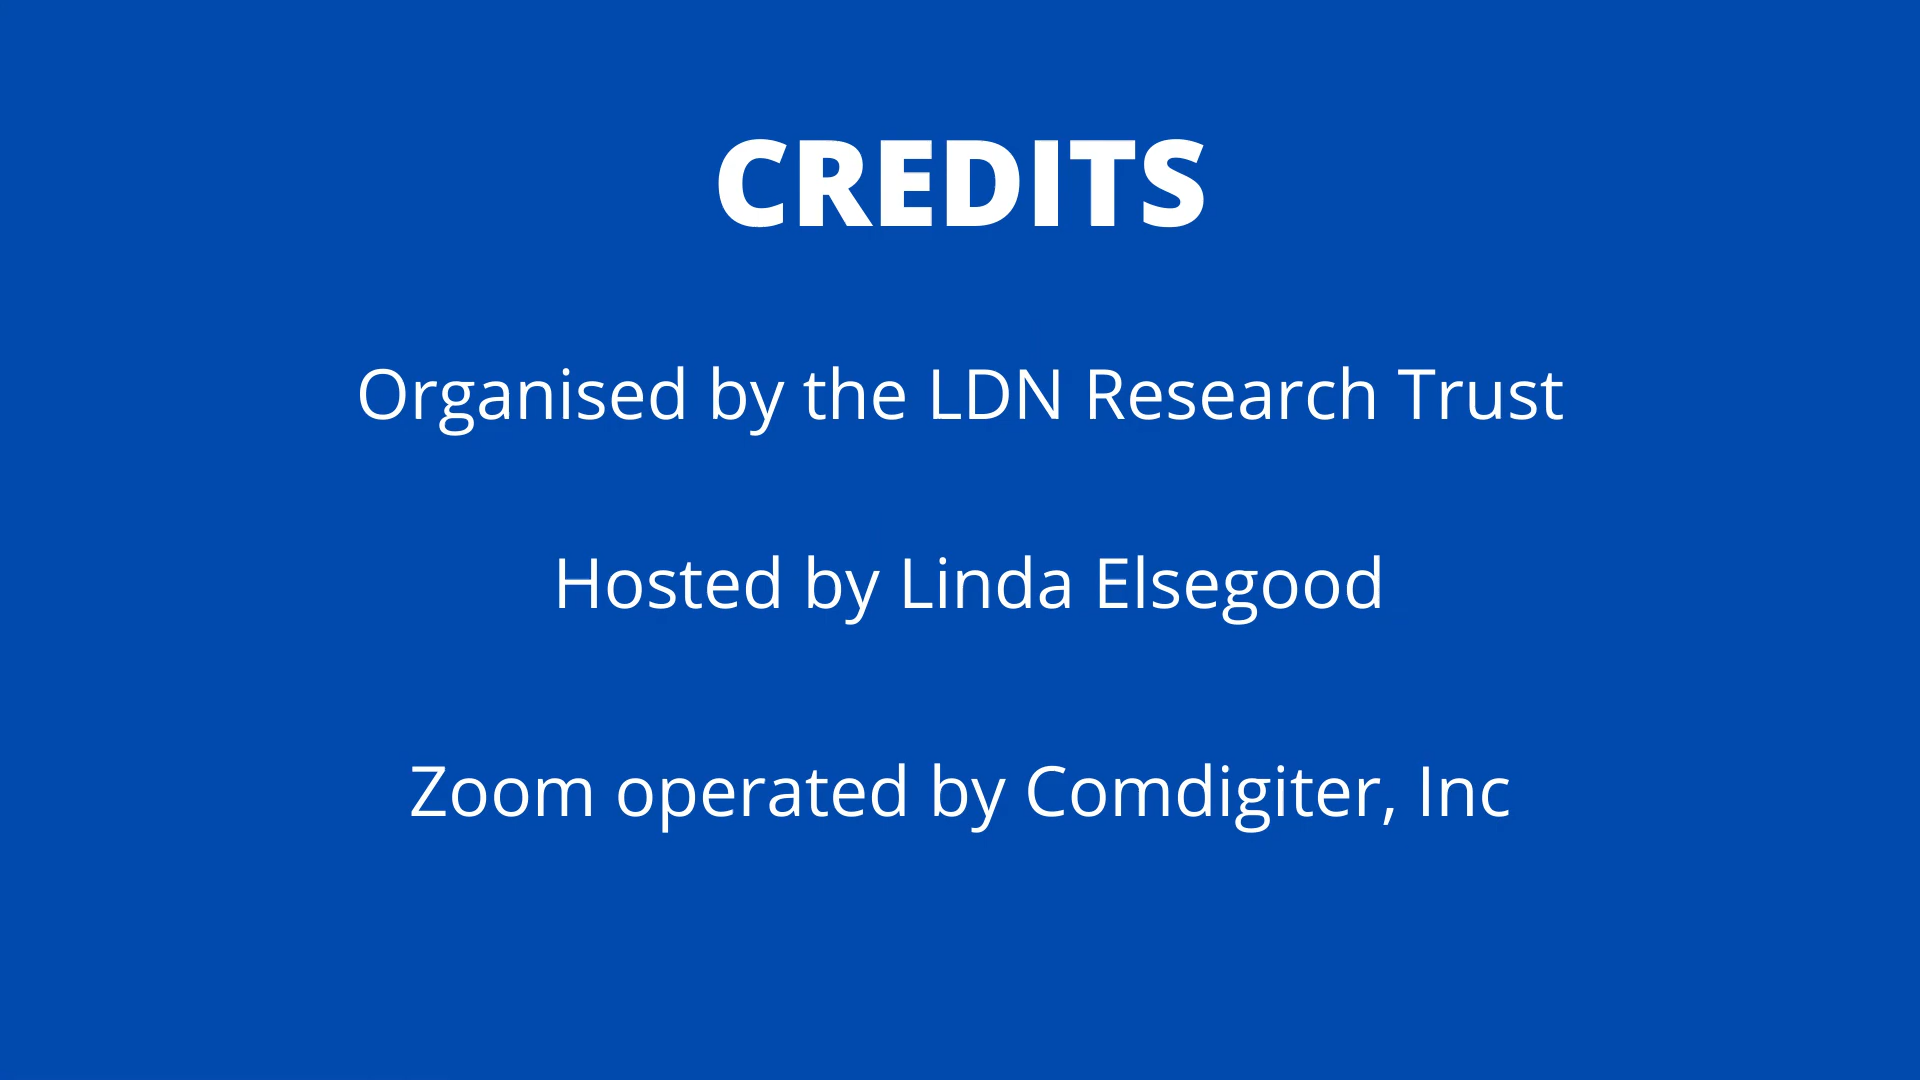 CREDITS
Organised by the LDN Research Trust
Hosted by Linda Elsegood
Zoom operated by Comdigiter, Inc